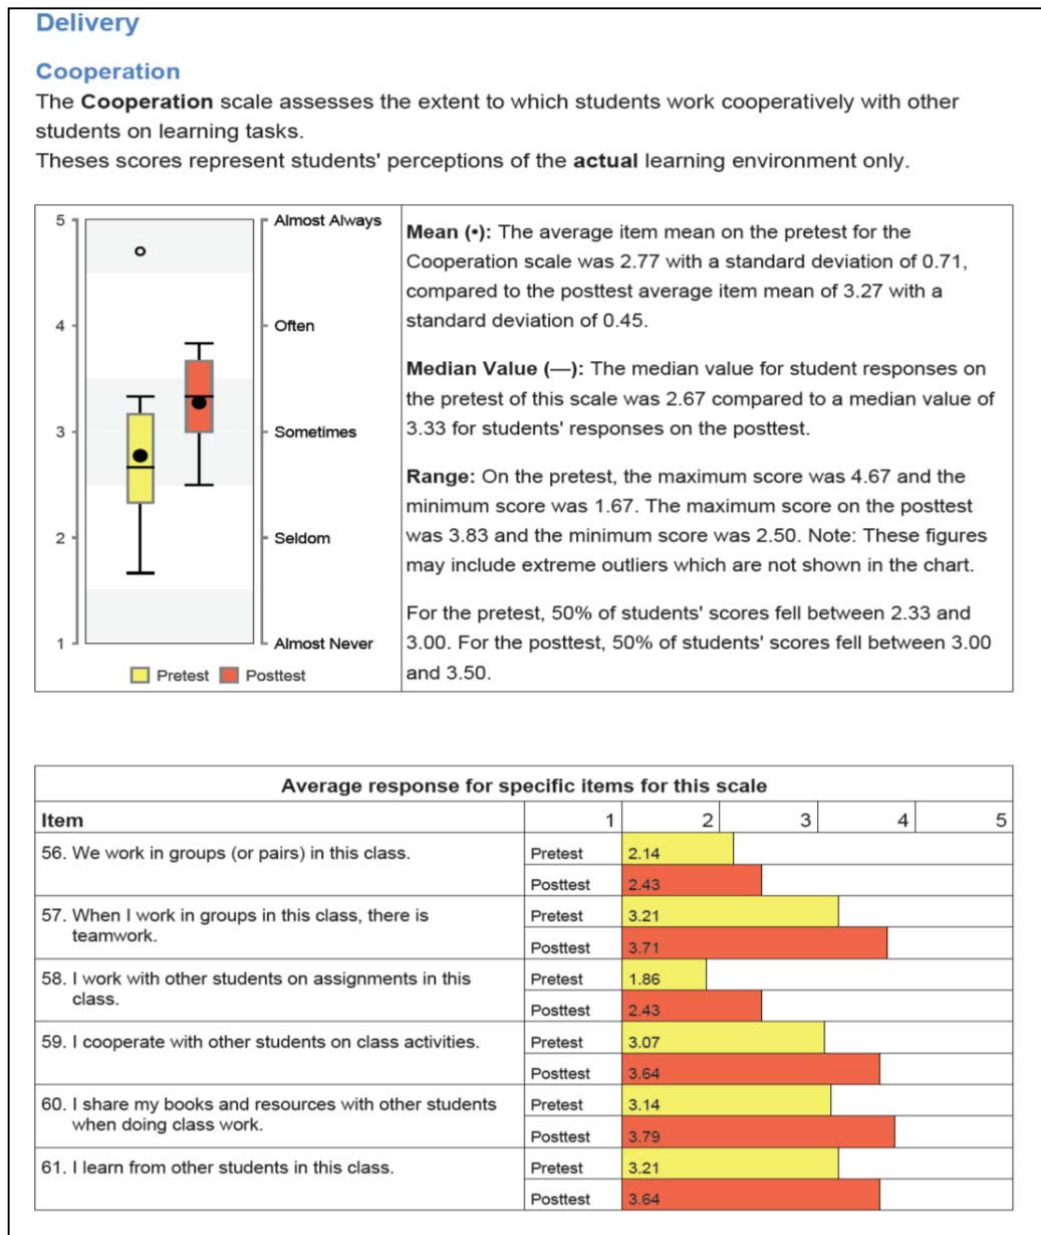 Delivery
Cooperation
The Cooperation scale assesses the extent to which students work cooperatively with other
students on learning tasks.
Theses scores represent students' perceptions of the actual learning environment only.
5
4
3
2
1
Almost Always
Often
Sometimes
Seldom
Almost Never
Pretest Posttest
Mean (•): The average item mean on the pretest for the
Cooperation scale was 2.77 with a standard deviation of 0.71,
compared to the posttest average item mean of 3.27 with a
standard deviation of 0.45.
Median Value (—): The median value for student responses on
the pretest of this scale was 2.67 compared to a median value of
3.33 for students' responses on the posttest.
Range: On the pretest, the maximum score was 4.67 and the
minimum score was 1.67. The maximum score on the posttest
was 3.83 and the minimum score was 2.50. Note: These figures
may include extreme outliers which are not shown in the chart.
For the pretest, 50% of students' scores fell between 2.33 and
3.00. For the posttest, 50% of students' scores fell between 3.00
and 3.50.
Average response for specific items for this scale
Item 1 2 3 4 5
56. We work in groups (or pairs) in this class.
Pretest 2.14
Posttest 2.43
57. When I work in groups in this class, there is
teamwork.
Pretest 3.21
Posttest 3.71
58. I work with other students on assignments in this
class.
Pretest 1.86
Posttest 2.43
59. I cooperate with other students on class activities.
Pretest 3.07
Posttest 3.64
60. I share my books and resources with other students
when doing class work.
Pretest 3.14
Posttest 3.79
61. I learn from other students in this class.
Pretest 3.21
Posttest 3.64